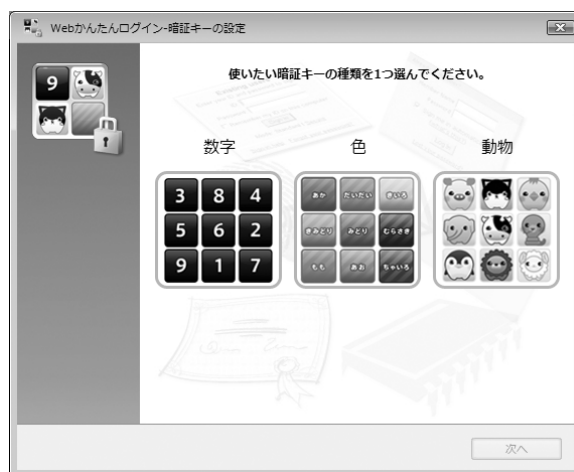 Webかんたんログイン-暗証キーの設定
9
使いたい暗証キーの種類を1つ選んでください。
数字 色 動物
3 8 4
5 6 2
9 1 7
あか だいだい きいろ
きみどり みどり むらさき
もも あお ちゃいろ
次へ